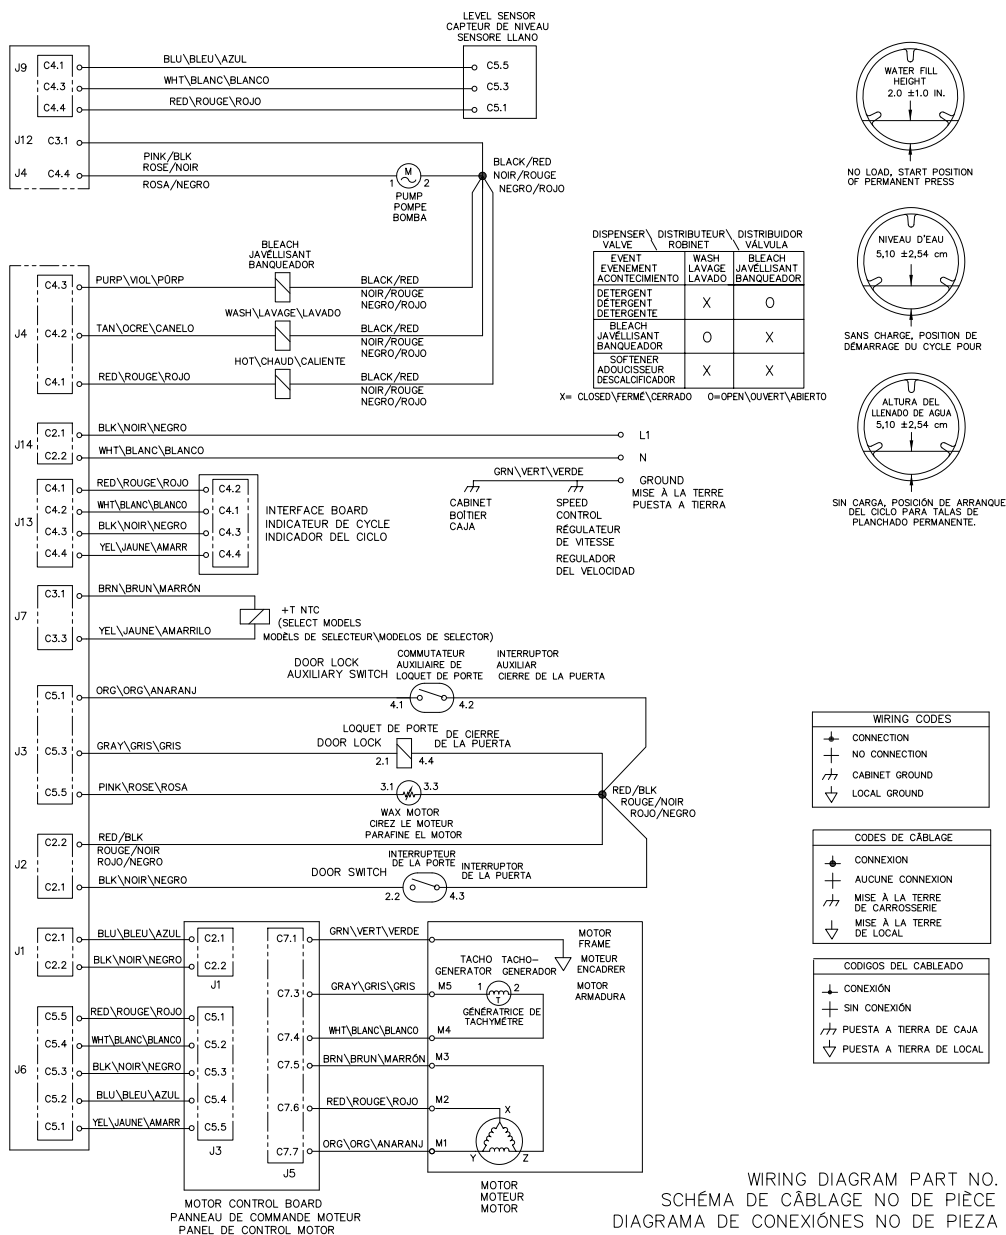 LEVEL SENSOR
CAPTEUR DE NIVEAU
SENSORE LLANO
J9
C4.1
BLU\BLEU\AZUL
C5.5
C4.3
WHT\BLANC\BLANCO
C5.3
C4.4
RED\ROUGE\ROJO
C5.1
J12
C3.1
J4
C4.4
PINK/BLK
ROSE/NOIR
ROSA/NEGRO
1
M
2
PUMP
POMPE
BOMBA
BLACK/RED
NOIR/ROUGE
NEGRO/ROJO
WATER FILL
HEIGHT
2.0 ±1.0 IN.
NO LOAD, START POSITION
OF PERMANENT PRESS
NIVEAU D'EAU
5,10 ±2,54 cm
SANS CHARGE, POSITION DE
DÉMARRAGE DU CYCLE POUR
ALTURA DEL
LLENADO DE AGUA
5,10 ±2,54 cm
SIN CARGA, POSICIÓN DE ARRANQUE
DEL CICLO PARA TALAS DE
PLANCHADO PERMANENTE.
DISPENSER\ DISTRIBUTEUR\ DISTRIBUIDOR
VALVE \ ROBINET \ VÁLVULA
EVENT
EVENEMENT
ACONTECIMIENTO
WASH
LAVAGE
LAVADO
BLEACH
JAVÉLLISANT
BANQUEADOR
DETERGENT
DÉTERGENT
DETERGENTE
X
O
BLEACH
JAVÉLLISANT
BANQUEADOR
O
X
SOFTENER
ADOUCISSEUR
DESCALCIFICADOR
X
X
X= CLOSED\FERMÉ\CERRADO O=OPEN\OUVERT\ABIERTO
J4
C4.3
PURP\VIOL\PÚRP
BLEACH
JAVÉLLISANT
BANQUEADOR
BLACK/RED
NOIR/ROUGE
NEGRO/ROJO
C4.2
TAN\OCRE\CANELO
WASH\LAVAGE\LAVADO
BLACK/RED
NOIR/ROUGE
NEGRO/ROJO
C4.1
RED\ROUGE\ROJO
HOT\CHAUD\CALIENTE
BLACK/RED
NOIR/ROUGE
NEGRO/ROJO
J14
C2.1
BLK\NOIR\NEGRO
L1
C2.2
WHT\BLANC\BLANCO
N
GRN\VERT\VERDE
GROUND
MISE À LA TERRE
PUESTA A TIERRA
CABINET
BOÎTIER
CAJA
SPEED
CONTROL
RÉGULATEUR
DE VITESSE
REGULADOR
DEL VELOCIDAD
J13
C4.1
RED\ROUGE\ROJO
C4.2
C4.2
WHT\BLANC\BLANCO
C4.1
C4.3
BLK\NOIR\NEGRO
C4.3
C4.4
YEL\JAUNE\AMARR
C4.4
INTERFACE BOARD
INDICATEUR DE CYCLE
INDICADOR DEL CICLO
J7
C3.1
BRN\BRUN\MARRÓN
C3.3
YEL\JAUNE\AMARRILO
+T NTC
(SELECT MODELS
MODÈLS DE SELECTEUR\MODELOS DE SELECTOR)
J3
C5.1
ORG\ORG\ANARANJ
DOOR LOCK
AUXILIARY SWITCH
COMMUTATEUR
AUXILIAIRE DE
LOQUET DE PORTE
INTERRUPTOR
AUXILIAR
CIERRE DE LA PUERTA
4.1
4.2
C5.3
GRAY\GRIS\GRIS
LOQUET DE PORTE
DOOR LOCK
DE CIERRE
DE LA PUERTA
2.1
4.4
C5.5
PINK\ROSE\ROSA
3.1
3.3
WAX MOTOR
CIREZ LE MOTEUR
PARAFINE EL MOTOR
RED/BLK
ROUGE/NOIR
ROJO/NEGRO
J2
C2.2
RED/BLK
ROUGE/NOIR
ROJO/NEGRO
C2.1
BLK\NOIR\NEGRO
DOOR SWITCH
INTERRUPTEUR
DE LA PORTE
INTERRUPTOR
DE LA PUERTA
2.2
4.3
WIRING CODES
CONNECTION
NO CONNECTION
CABINET GROUND
LOCAL GROUND
CODES DE CÂBLAGE
CONNEXION
AUCUNE CONNEXION
MISE À LA TERRE
DE CARROSSERIE
MISE À LA TERRE
DE LOCAL
CODIGOS DEL CABLEADO
CONEXIÓN
SIN CONEXIÓN
PUESTA A TIERRA DE CAJA
PUESTA A TIERRA DE LOCAL
J1
C2.1
BLU\BLEU\AZUL
C2.1
C2.2
BLK\NOIR\NEGRO
C2.2
J1
J6
C5.5
RED\ROUGE\ROJO
C5.1
C5.4
WHT\BLANC\BLANCO
C5.2
C5.3
BLK\NOIR\NEGRO
C5.3
C5.2
BLU\BLEU\AZUL
C5.4
C5.1
YEL\JAUNE\AMARR
C5.5
J3
C7.1
GRN\VERT\VERDE
MOTOR
FRAME
MOTEUR
ENCADRER
MOTOR
ARMADURA
C7.3
GRAY\GRIS\GRIS
M5
TACHO
GENERATOR
TACHO-
GENERADOR
1
2
T
GÉNÉRATRICE DE
TACHYMÈTRE
C7.4
WHT\BLANC\BLANCO
M4
C7.5
BRN\BRUN\MARRÓN
M3
C7.6
RED\ROUGE\ROJO
M2
X
C7.7
ORG\ORG\ANARANJ
M1
Y
Z
J5
MOTOR CONTROL BOARD
PANNEAU DE COMMANDE MOTEUR
PANEL DE CONTROL MOTOR
MOTOR
MOTEUR
MOTOR
WIRING DIAGRAM PART NO.
SCHÉMA DE CÂBLAGE NO DE PIÈCE
DIAGRAMA DE CONEXIÓNES NO DE PIEZA